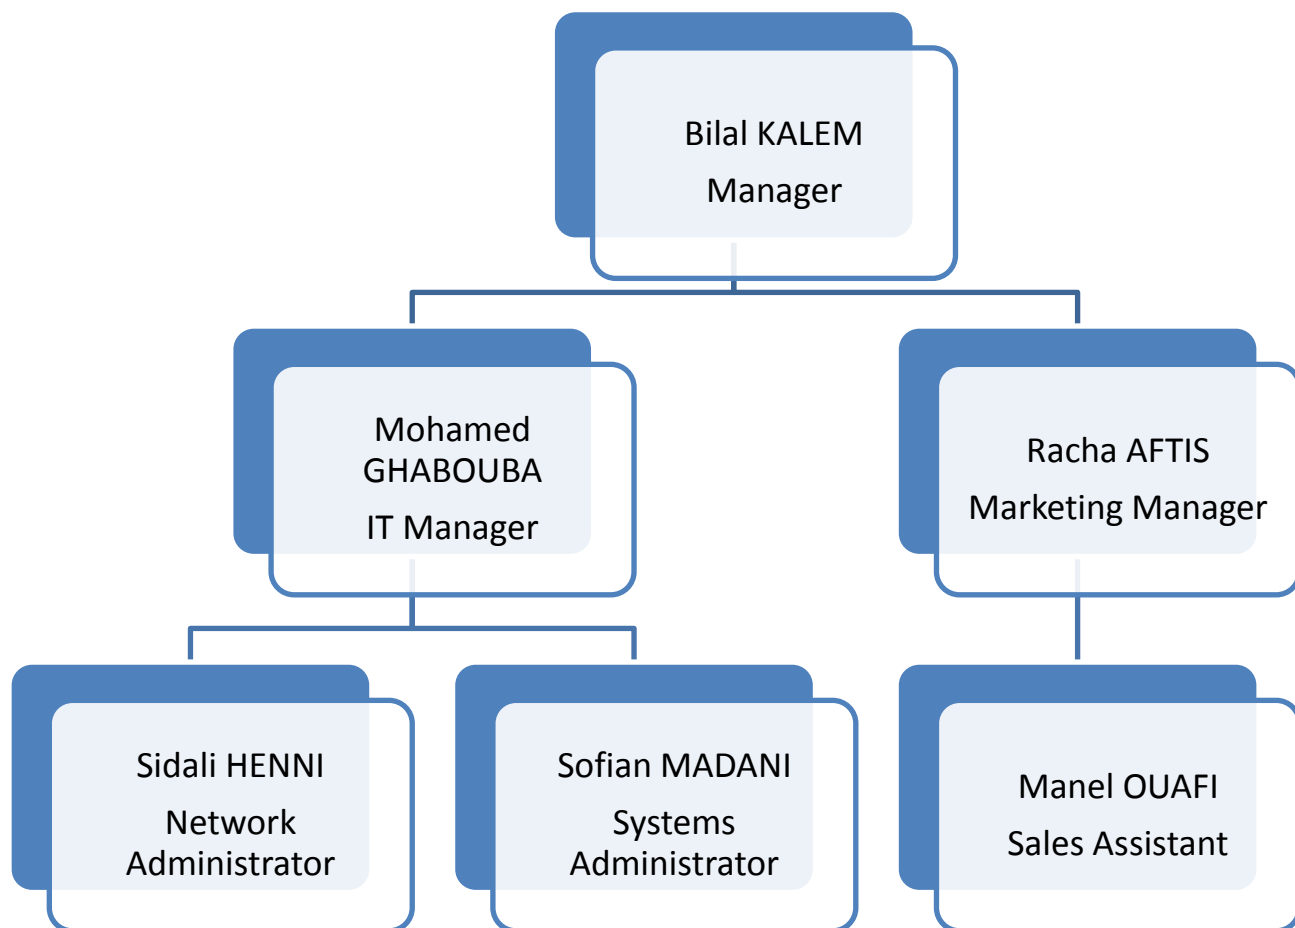 Bilal KALEM
Manager
Mohamed
GHABOUBA
IT Manager
Racha AFTIS
Marketing Manager
Sidali HENNI
Network
Administrator
Sofian MADANI
Systems
Administrator
Manel OUAFI
Sales Assistant